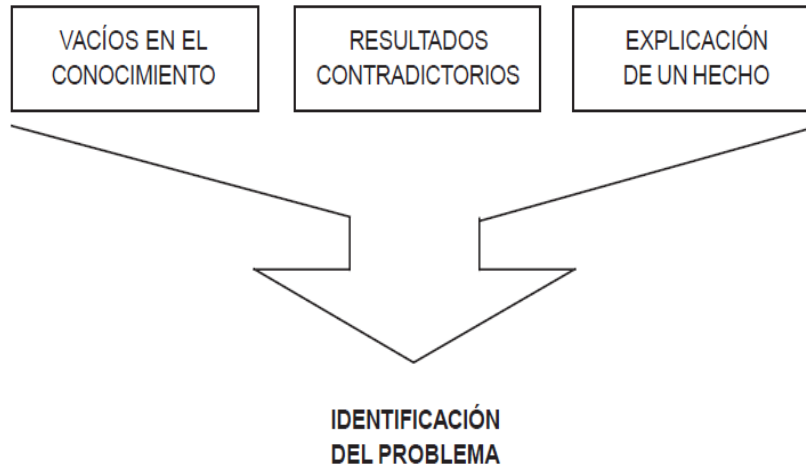 VACÍOS EN EL
CONOCIMIENTO
RESULTADOS
CONTRADICTORIOS
EXPLICACIÓN
DE UN HECHO
IDENTIFICACIÓN
DEL PROBLEMA